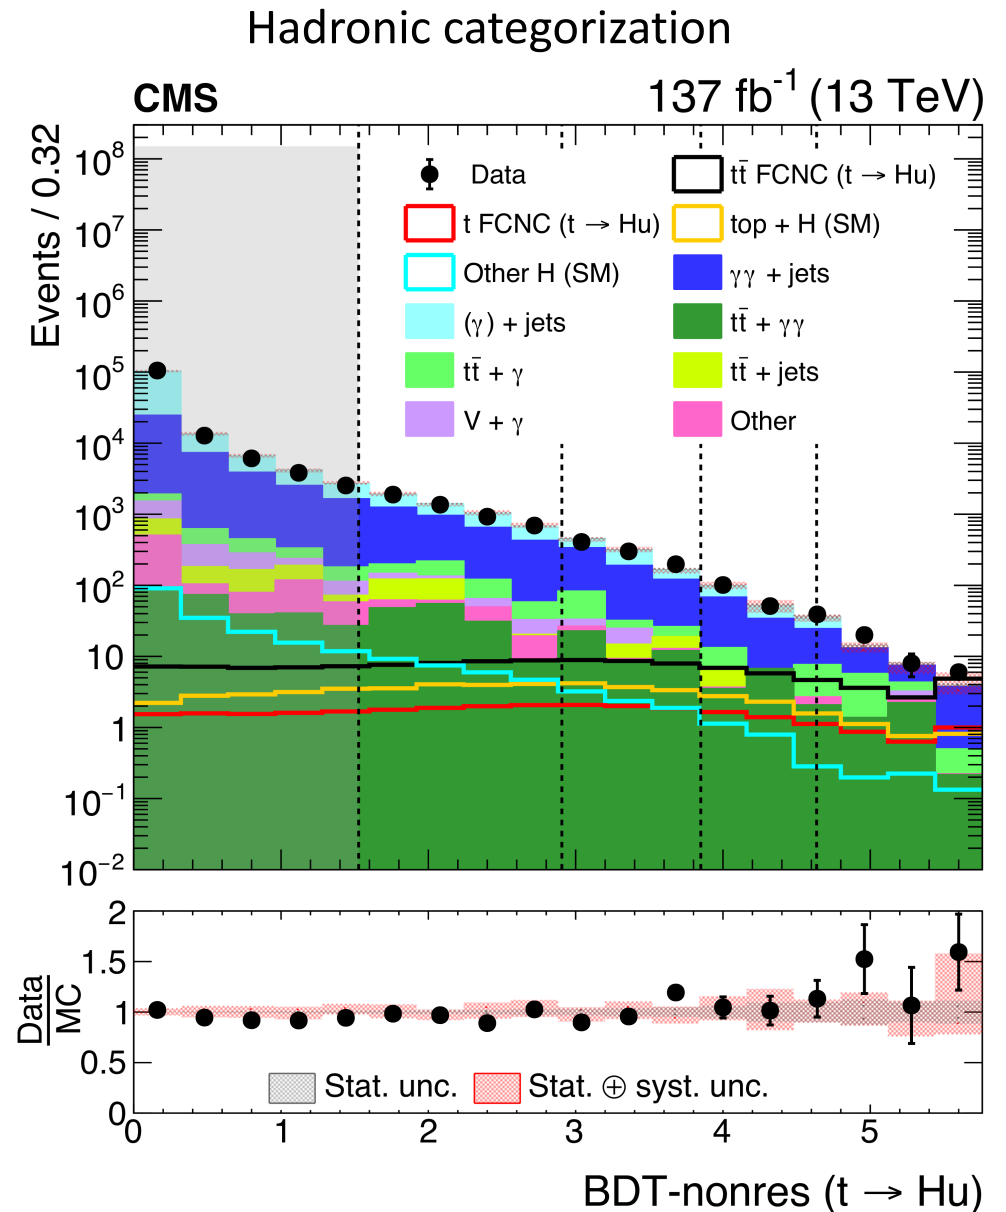 Hadronic categorization
CMS 137 fb⁻¹ (13 TeV)
Events / 0.32
10⁸
10⁷
10⁶
10⁵
10⁴
10³
10²
10
1
10⁻¹
10⁻²
Data
tt̄ FCNC (t → Hu)
t FCNC (t → Hu)
top + H (SM)
Other H (SM)
γγ + jets
(γ) + jets
tt̄ + γγ
tt̄ + γ
tt̄ + jets
V + γ
Other
Data
MC
2
1.5
1
0.5
0
Stat. unc. Stat. ⊕ syst. unc.
0 1 2 3 4 5
BDT-nonres (t → Hu)